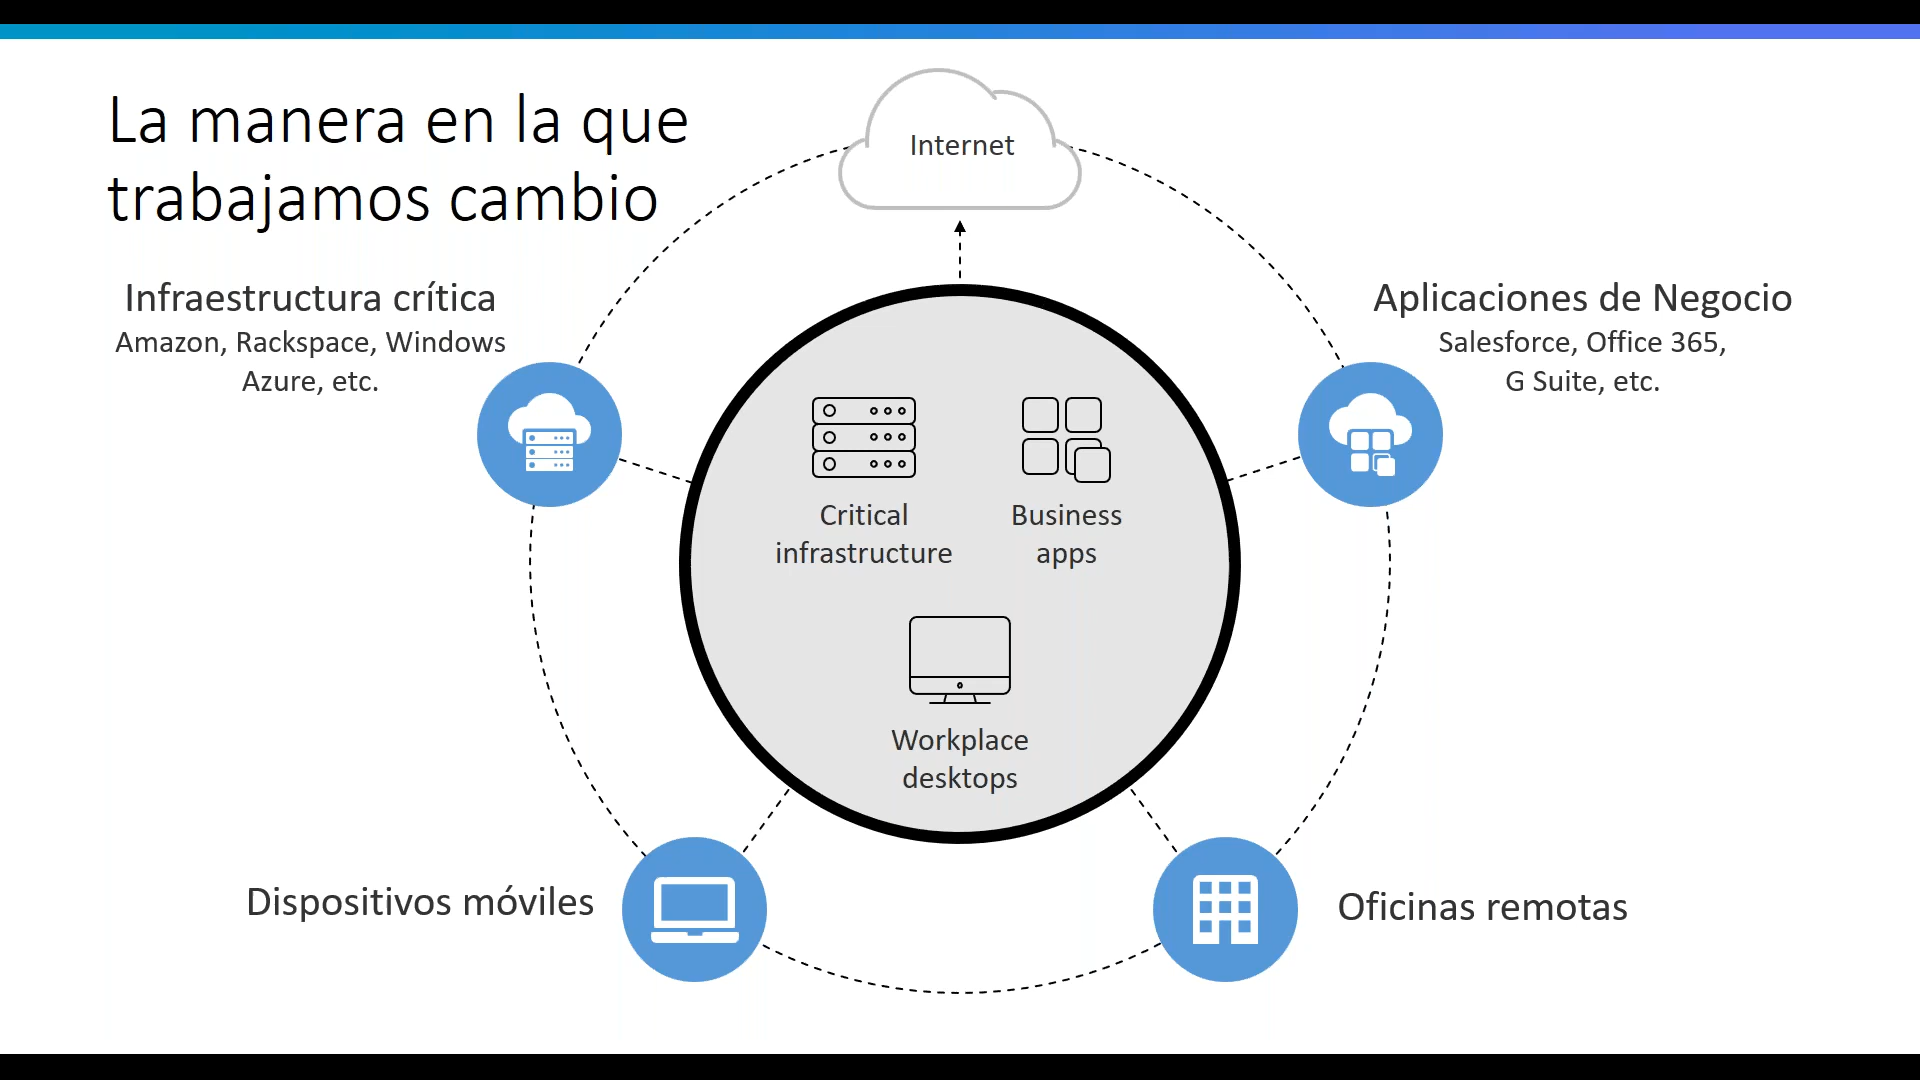 La manera en la que
trabajamos cambio
Internet
Infraestructura crítica
Amazon, Rackspace, Windows
Azure, etc.
Aplicaciones de Negocio
Salesforce, Office 365,
G Suite, etc.
Critical
infrastructure
Business
apps
Workplace
desktops
Dispositivos móviles
Oficinas remotas